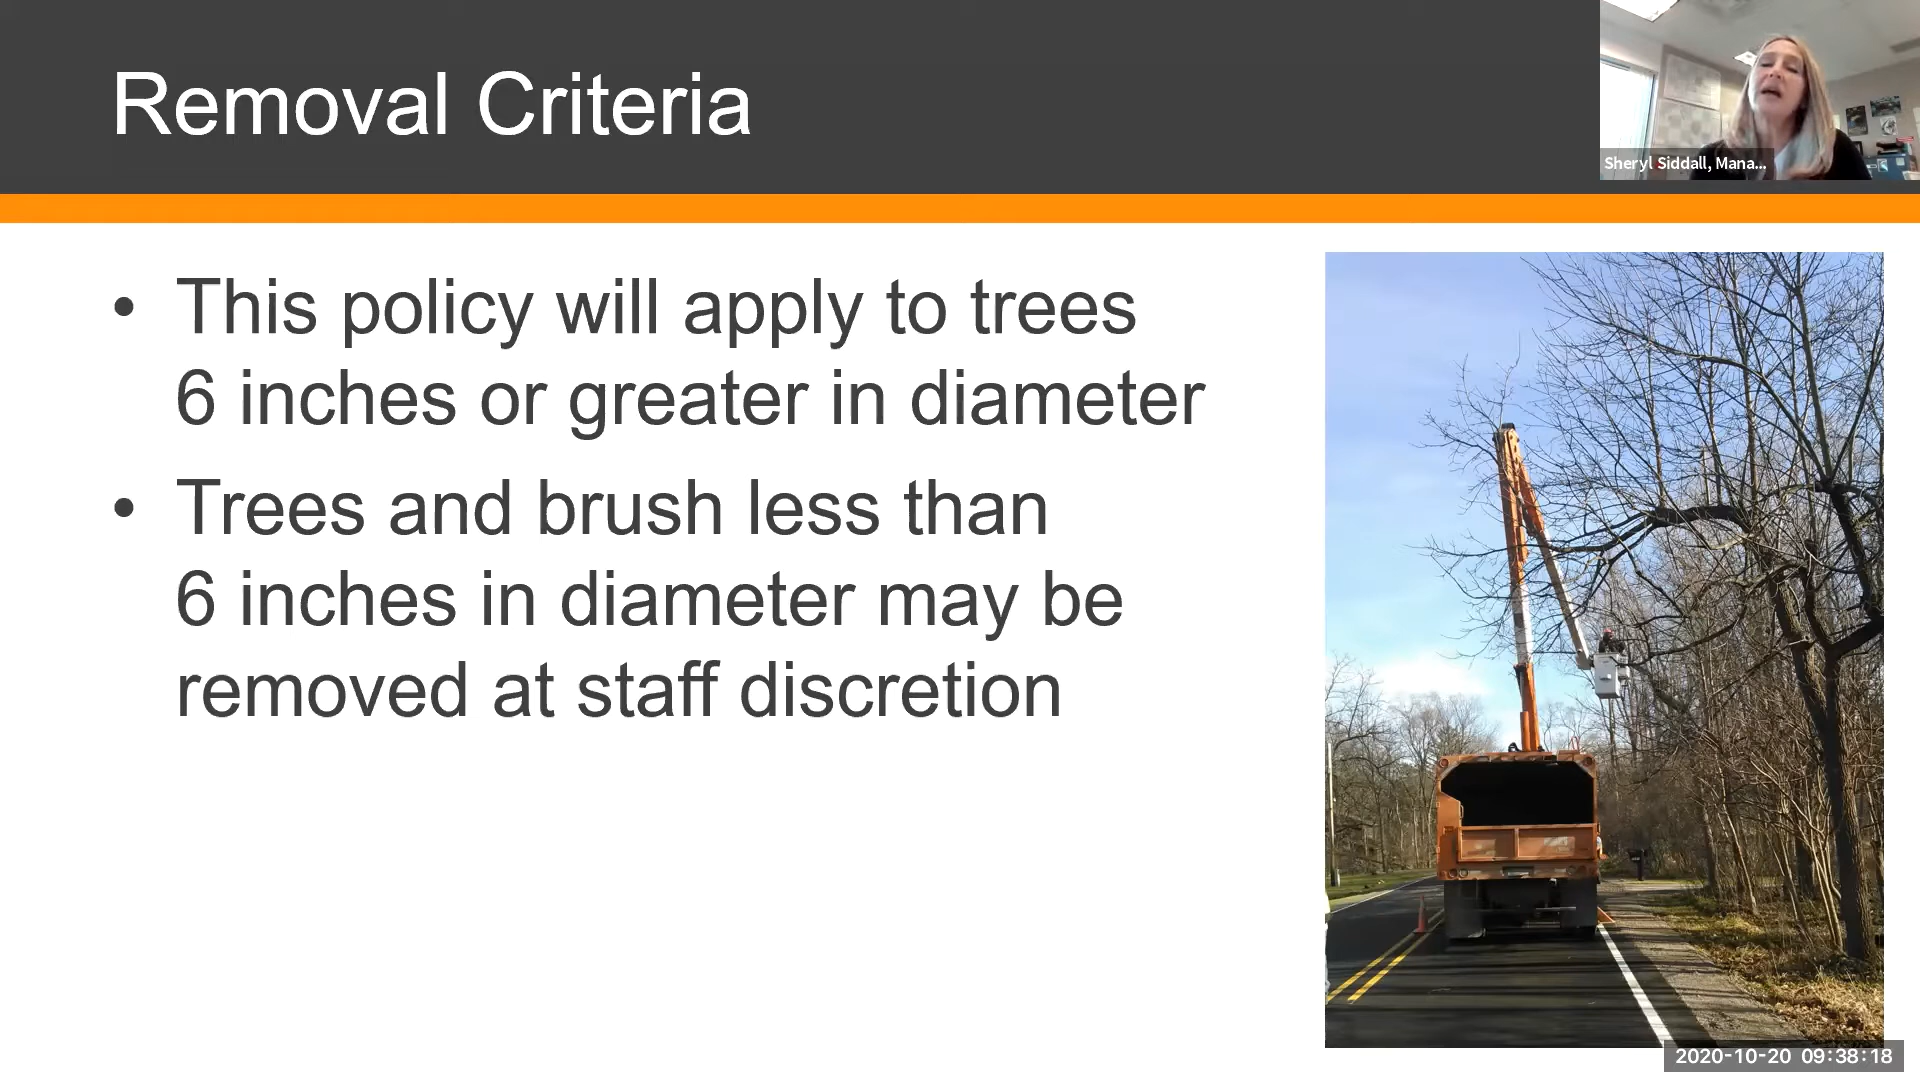 Removal Criteria
Sheryl Siddall, Mana...
• This policy will apply to trees
6 inches or greater in diameter
• Trees and brush less than
6 inches in diameter may be
removed at staff discretion
2020-10-20 09:38:18